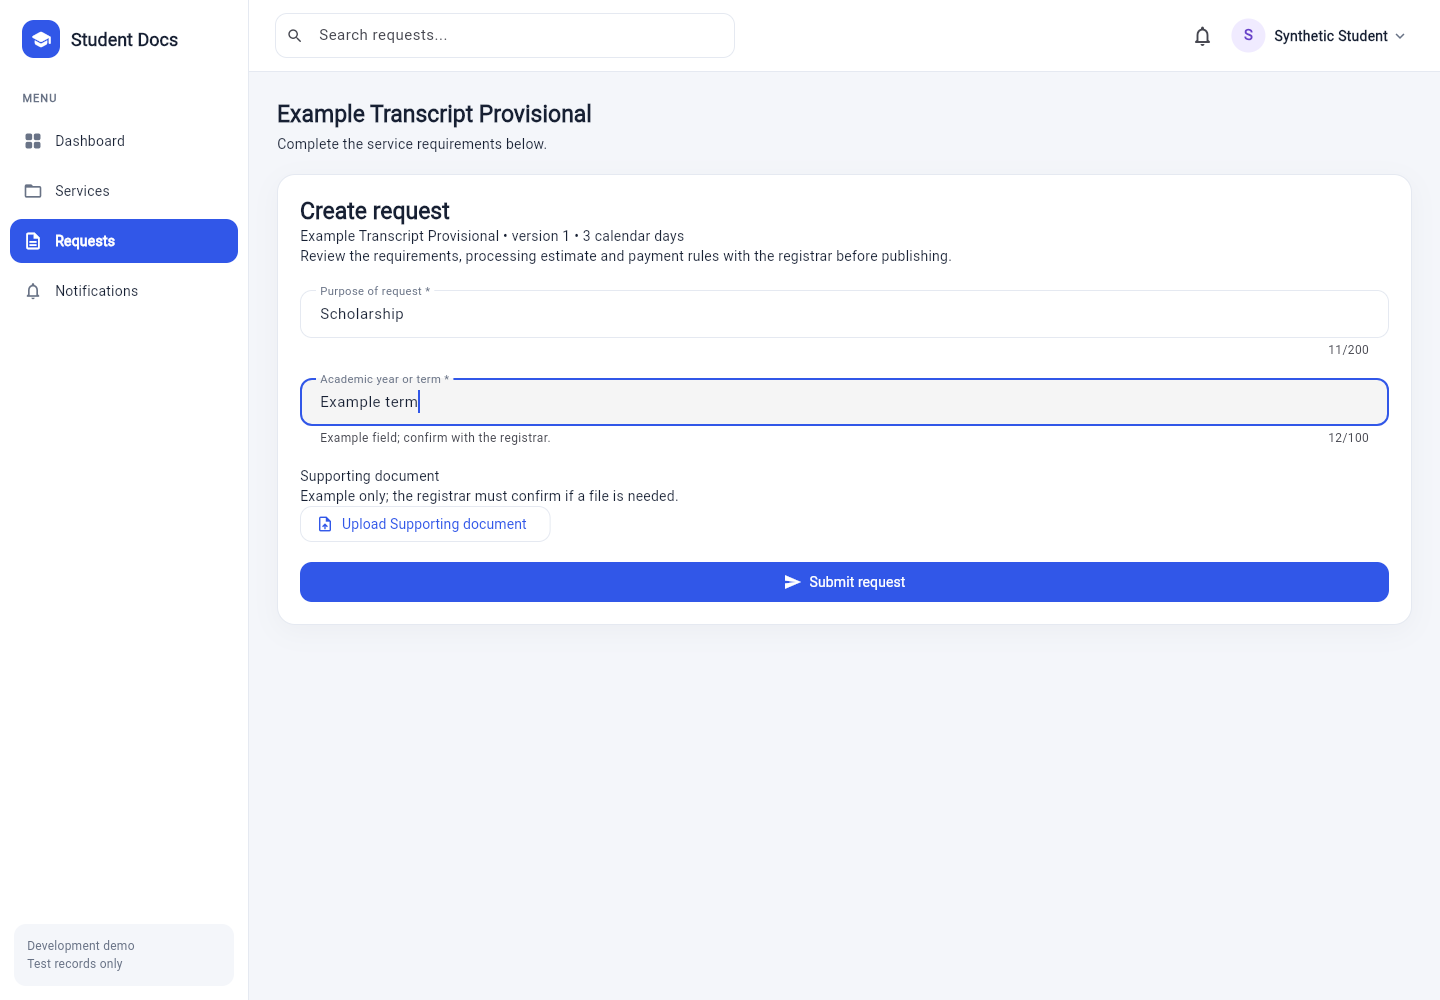 Student Docs
Search requests...
S
Synthetic Student
MENU
Dashboard
Services
Requests
Notifications
Example Transcript Provisional
Complete the service requirements below.
Create request
Example Transcript Provisional • version 1 • 3 calendar days
Review the requirements, processing estimate and payment rules with the registrar before publishing.
Purpose of request *
Scholarship
11/200
Academic year or term *
Example term
Example field; confirm with the registrar.
12/100
Supporting document
Example only; the registrar must confirm if a file is needed.
Upload Supporting document
Submit request
Development demo
Test records only